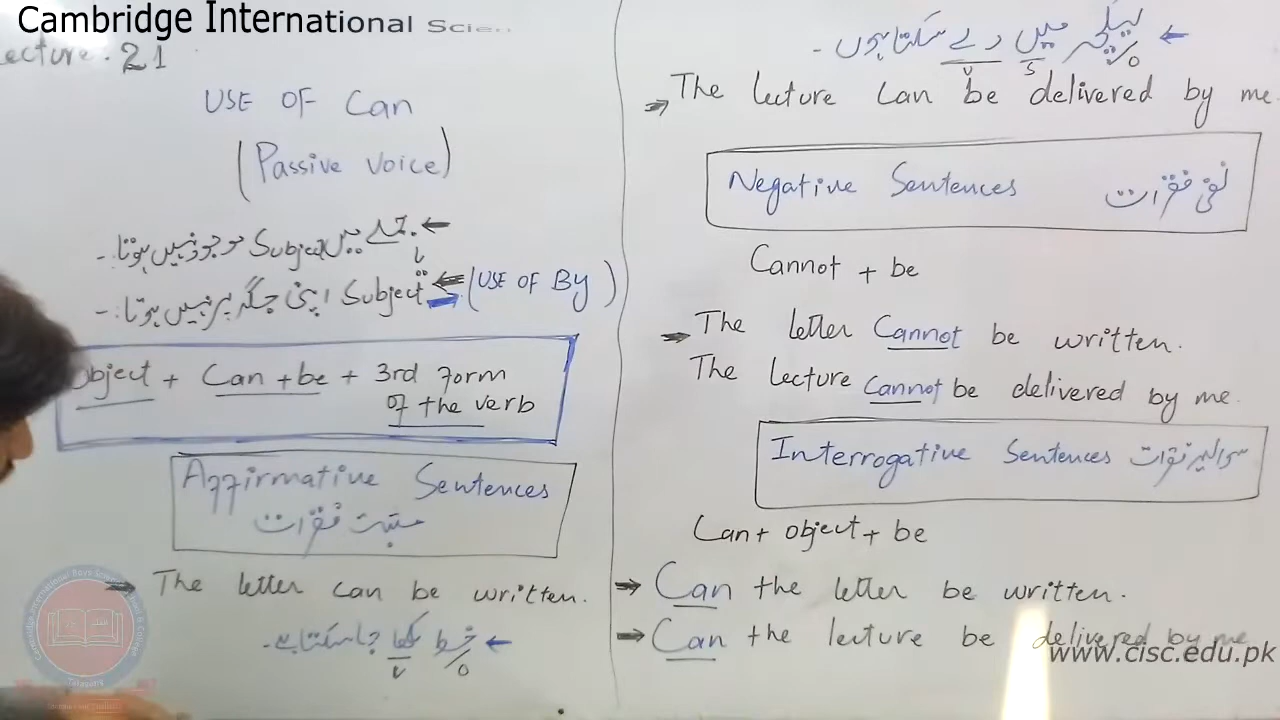 Cambridge International Scien
Lecture. 21
USE OF Can
(Passive voice)
← جملے میں Subject موجود نہیں ہوتا۔
یا
Subject اپنی جگہ پر نہیں ہوتا۔ (USE OF By)
Object + Can + be + 3rd form
of the verb
Affirmative Sentences
مثبت فقرات
The letter can be written.
← خط لکھا جا سکتا ہے۔
O V
← لیکچر میں دے سکتا ہوں۔
O S V
The lecture can be delivered by me.
Negative Sentences نفی فقرات
Cannot + be
The letter Cannot be written.
The lecture Cannot be delivered by me.
Interrogative Sentences سوالیہ فقرات
Can + object + be
Can the letter be written.
Can the lecture be delivered by me
www.cisc.edu.pk